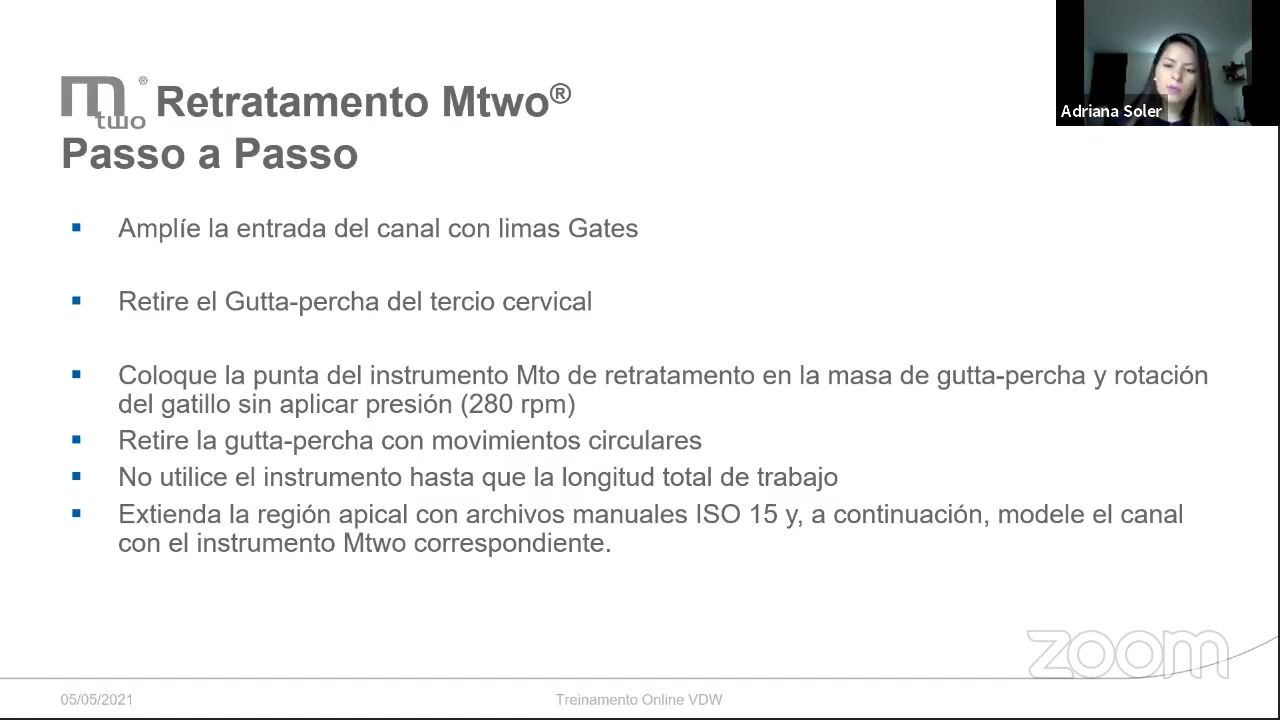 Adriana Soler
mtwo® Retratamento Mtwo®
Passo a Passo
Amplíe la entrada del canal con limas Gates
Retire el Gutta-percha del tercio cervical
Coloque la punta del instrumento Mto de retratamento en la masa de gutta-percha y rotación
del gatillo sin aplicar presión (280 rpm)
Retire la gutta-percha con movimientos circulares
No utilice el instrumento hasta que la longitud total de trabajo
Extienda la región apical con archivos manuales ISO 15 y, a continuación, modele el canal
con el instrumento Mtwo correspondiente.
zoom
05/05/2021 Treinamento Online VDW